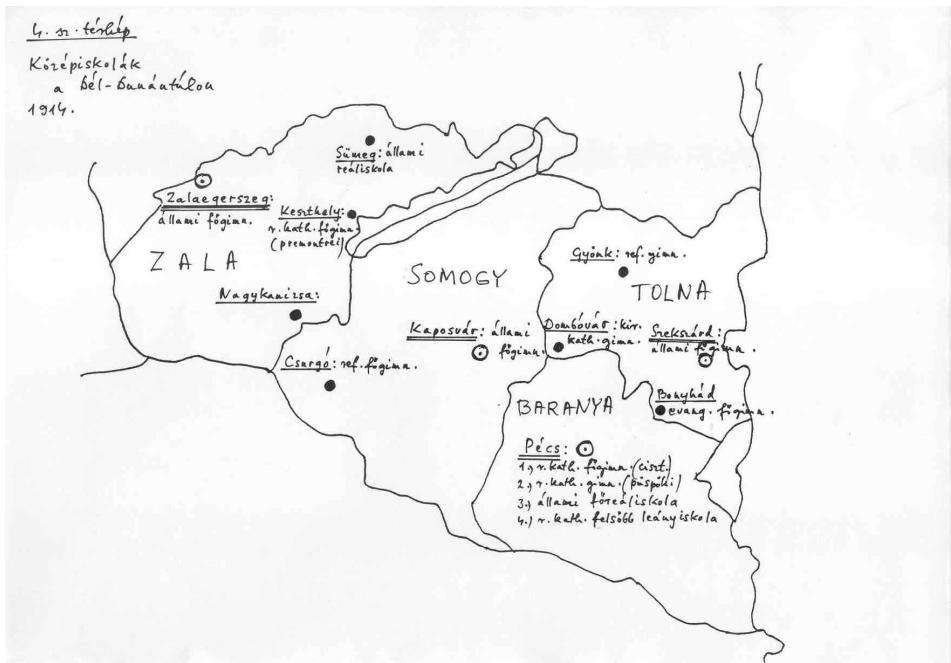 4. sz. térkép
Középiskolák
a Dél-Dunántúlon
1914.
Sümeg: állami
reáliskola
Zalaegerszeg:
állami főgimn.
Keszthely:
r. kath. főgimn.
(premontrei)
ZALA
Nagykanizsa:
SOMOGY
Gyönk: ref. gimn.
TOLNA
Kaposvár: állami
főgimn.
Dombóvár: kir.
kath. gimn.
Szekszárd:
állami főgimn.
Csurgó: ref. főgimn.
Bonyhád
evang. főgimn.
BARANYA
Pécs:
1.) r. kath. főgimn. (ciszt.)
2.) r. kath. gimn. (püspöki)
3.) állami főreáliskola
4.) r. kath. felsőbb leányiskola